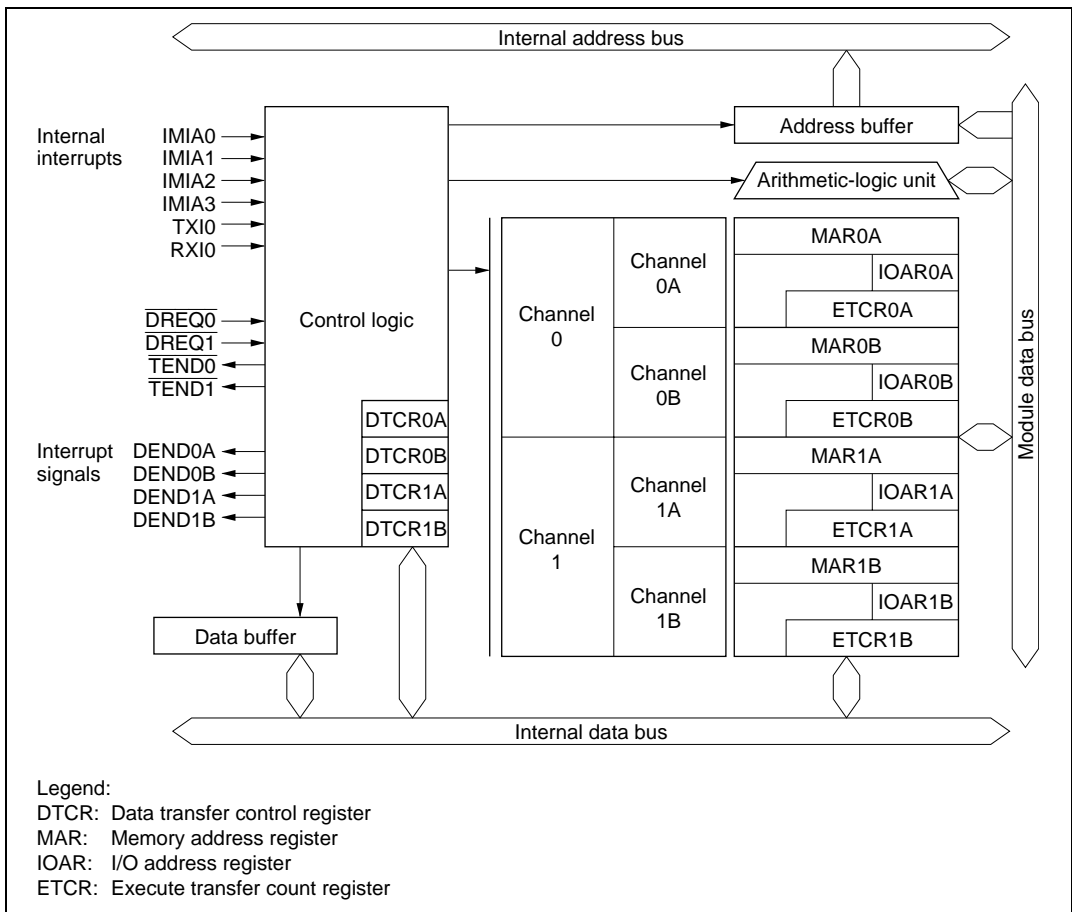 Internal address bus
Address buffer
Arithmetic-logic unit
Internal
interrupts
IMIA0
IMIA1
IMIA2
IMIA3
TXI0
RXI0
DREQ0
DREQ1
TEND0
TEND1
Interrupt
signals
DEND0A
DEND0B
DEND1A
DEND1B
Control logic
DTCR0A
DTCR0B
DTCR1A
DTCR1B
Data buffer
Channel
0
Channel
0A
Channel
0B
Channel
1
Channel
1A
Channel
1B
MAR0A
IOAR0A
ETCR0A
MAR0B
IOAR0B
ETCR0B
MAR1A
IOAR1A
ETCR1A
MAR1B
IOAR1B
ETCR1B
Module data bus
Internal data bus
Legend:
DTCR: Data transfer control register
MAR: Memory address register
IOAR: I/O address register
ETCR: Execute transfer count register